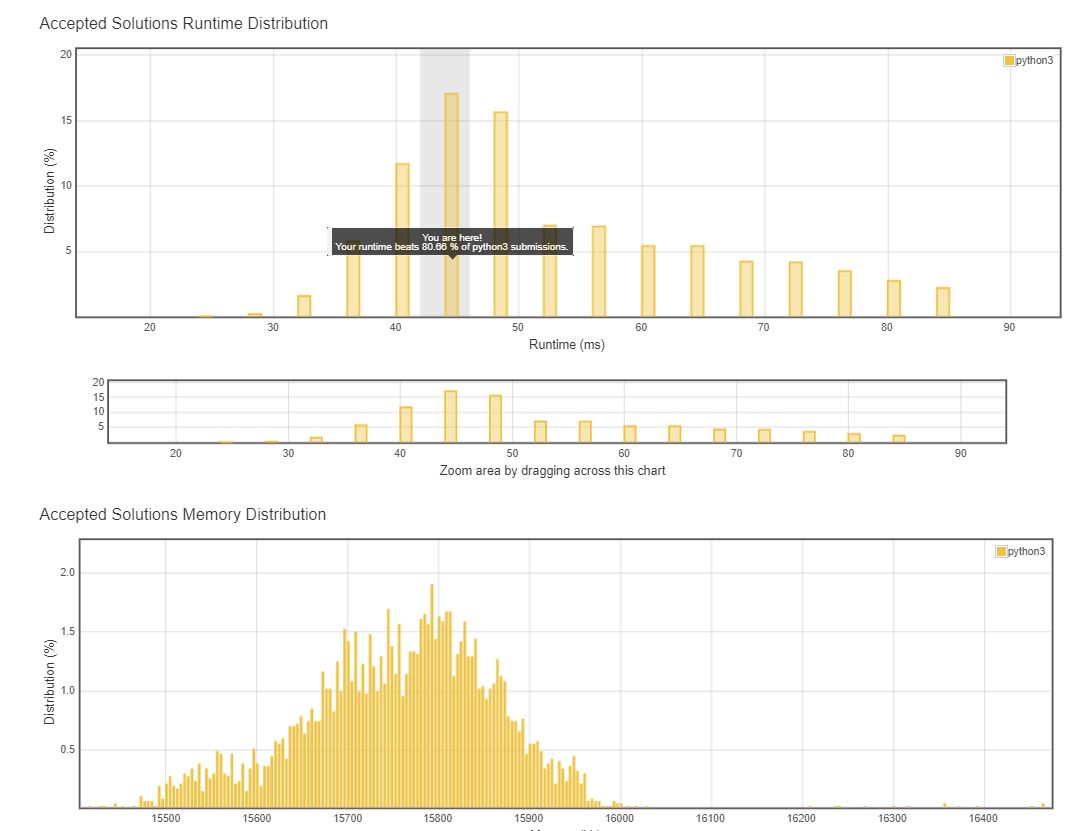 Accepted Solutions Runtime Distribution
20
python3
15
Distribution (%)
10
You are here!
Your runtime beats 80.66 % of python3 submissions.
5
20 30 40 50 60 70 80 90
Runtime (ms)
20
15
10
5
20 30 40 50 60 70 80 90
Zoom area by dragging across this chart
Accepted Solutions Memory Distribution
python3
2.0
1.5
Distribution (%)
1.0
0.5
15500 15600 15700 15800 15900 16000 16100 16200 16300 16400